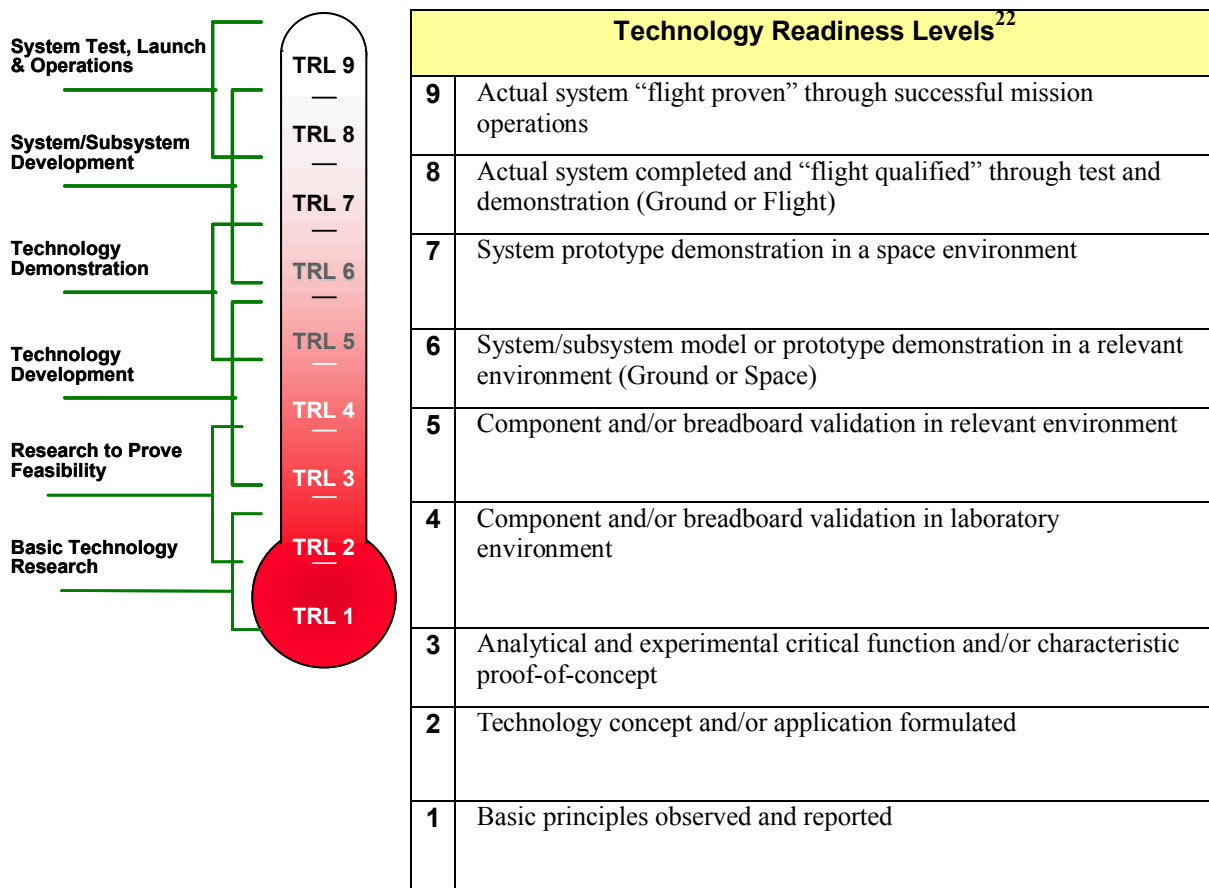 System Test, Launch
& Operations
System/Subsystem
Development
Technology
Demonstration
Technology
Development
Research to Prove
Feasibility
Basic Technology
Research
TRL 9
TRL 8
TRL 7
TRL 6
TRL 5
TRL 4
TRL 3
TRL 2
TRL 1
Technology Readiness Levels22
9 Actual system “flight proven” through successful mission
operations
8 Actual system completed and “flight qualified” through test and
demonstration (Ground or Flight)
7 System prototype demonstration in a space environment
6 System/subsystem model or prototype demonstration in a relevant
environment (Ground or Space)
5 Component and/or breadboard validation in relevant environment
4 Component and/or breadboard validation in laboratory
environment
3 Analytical and experimental critical function and/or characteristic
proof-of-concept
2 Technology concept and/or application formulated
1 Basic principles observed and reported